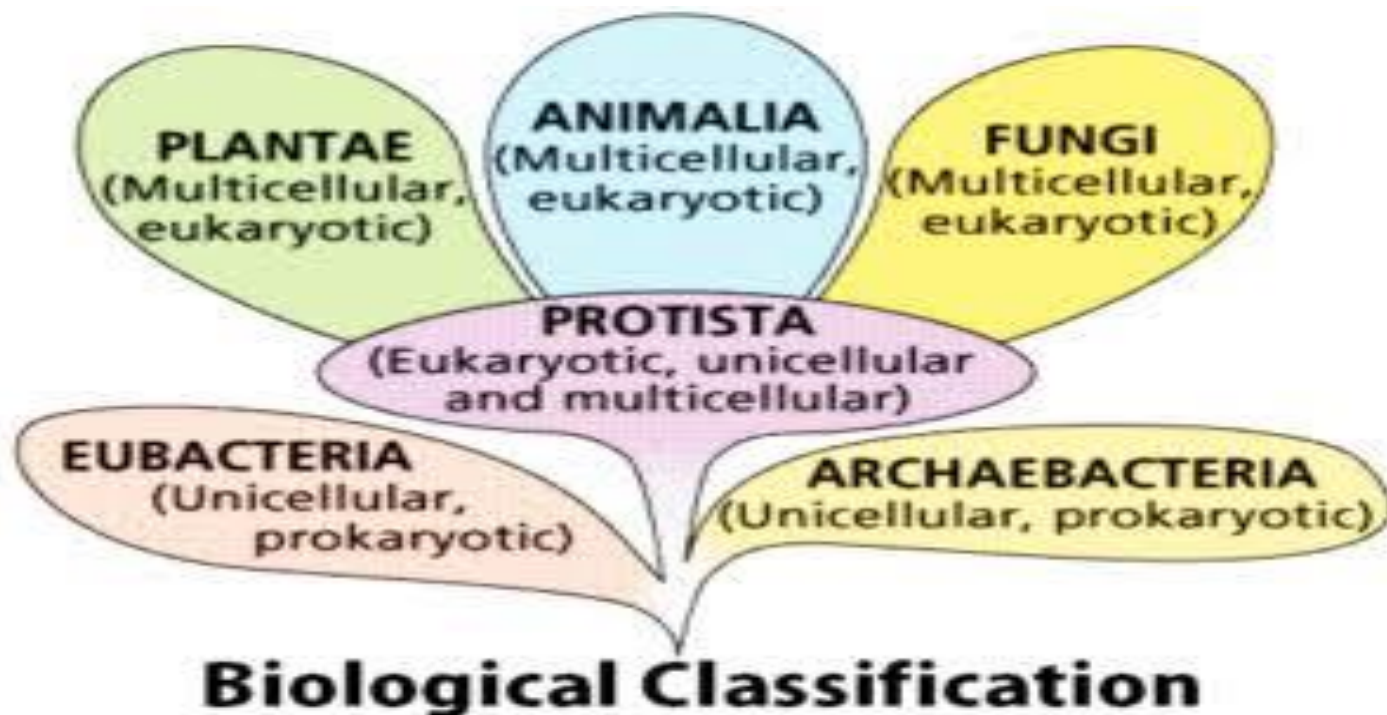 PLANTAE
(Multicellular,
eukaryotic)
ANIMALIA
(Multicellular,
eukaryotic)
FUNGI
(Multicellular,
eukaryotic)
PROTISTA
(Eukaryotic, unicellular
and multicellular)
EUBACTERIA
(Unicellular,
prokaryotic)
ARCHAEBACTERIA
(Unicellular, prokaryotic)
Biological Classification